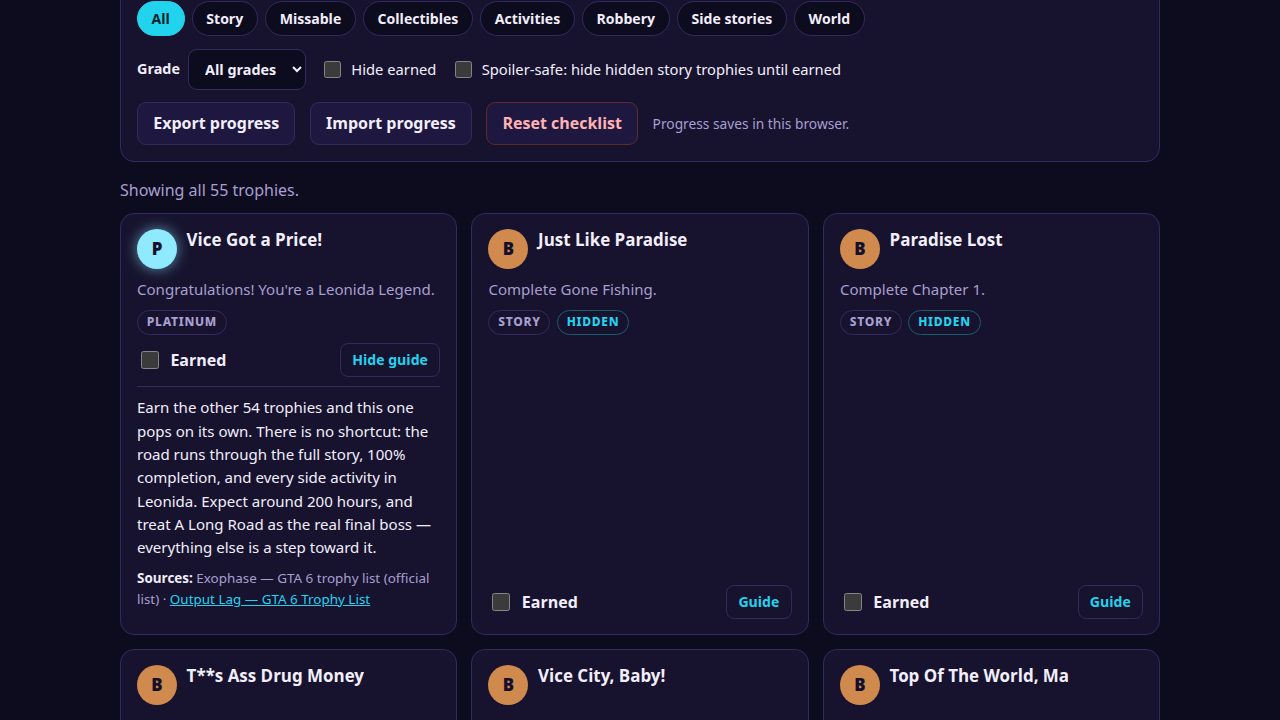 All Story Missable Collectibles Activities Robbery Side stories World
Grade All grades Hide earned Spoiler-safe: hide hidden story trophies until earned
Export progress Import progress Reset checklist Progress saves in this browser.
Showing all 55 trophies.
P Vice Got a Price!
Congratulations! You're a Leonida Legend.
PLATINUM
Earned Hide guide
Earn the other 54 trophies and this one
pops on its own. There is no shortcut: the
road runs through the full story, 100%
completion, and every side activity in
Leonida. Expect around 200 hours, and
treat A Long Road as the real final boss —
everything else is a step toward it.
Sources: Exophase — GTA 6 trophy list (official
list) · Output Lag — GTA 6 Trophy List
B Just Like Paradise
Complete Gone Fishing.
STORY HIDDEN
Earned Guide
B Paradise Lost
Complete Chapter 1.
STORY HIDDEN
Earned Guide
B T**s Ass Drug Money
B Vice City, Baby!
B Top Of The World, Ma